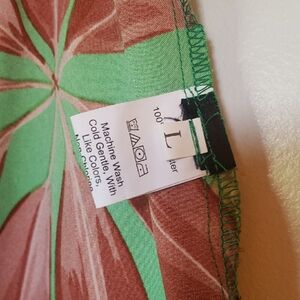 L
100
Machine Wash
Cold Gentle, With
Like Colors,